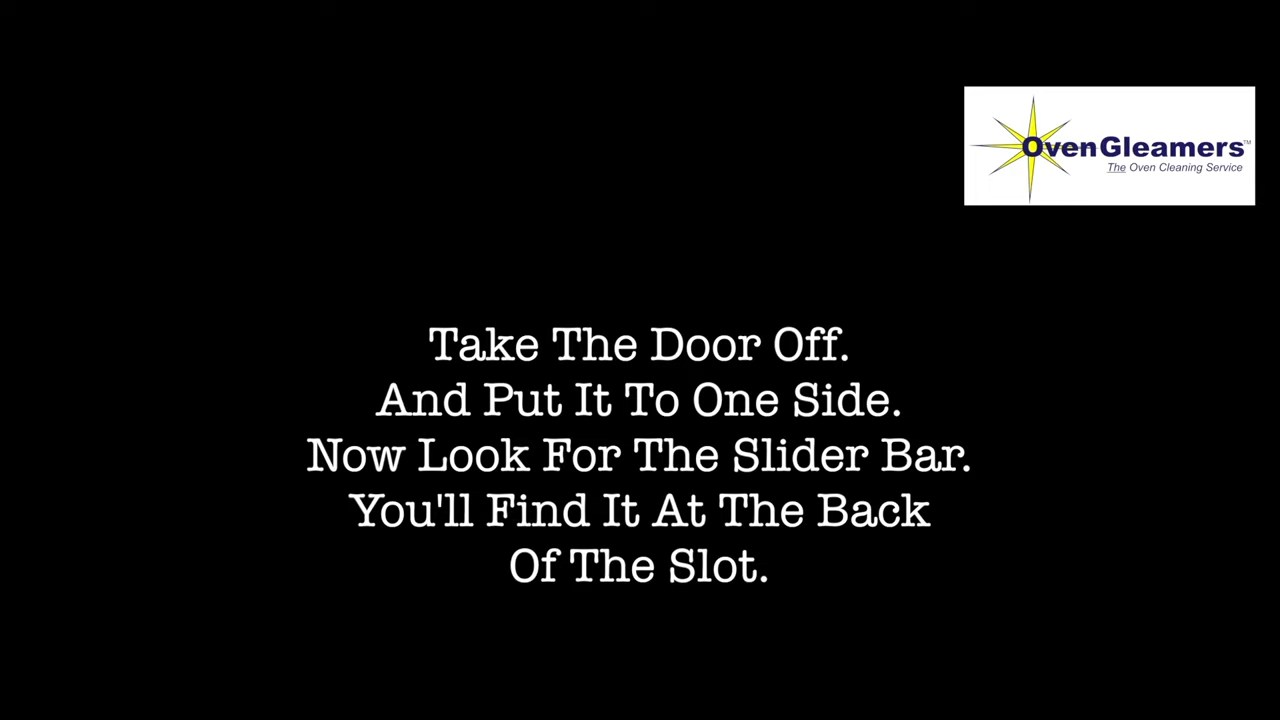 OvenGleamers™
The Oven Cleaning Service
Take The Door Off.
And Put It To One Side.
Now Look For The Slider Bar.
You'll Find It At The Back
Of The Slot.